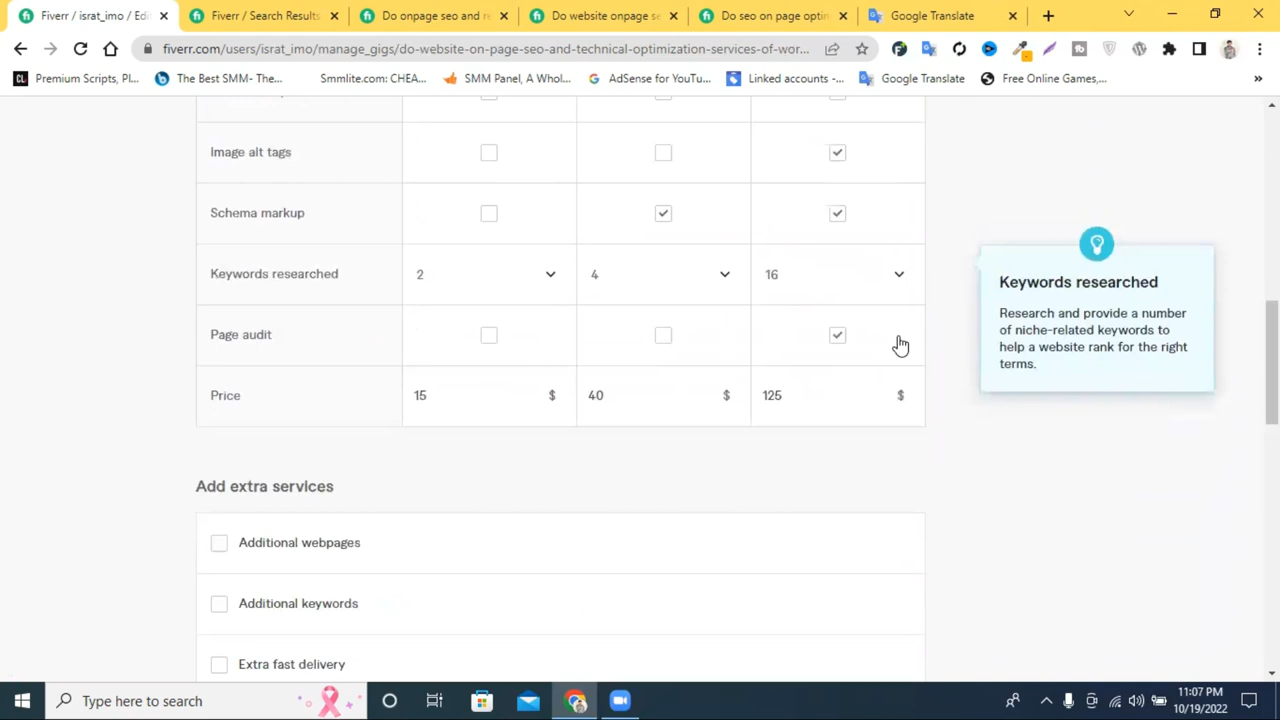 Fiverr / israt_imo / Edi
Fiverr / Search Results
Do onpage seo and re
Do website onpage se
Do seo on page optin
Google Translate
fiverr.com/users/israt_imo/manage_gigs/do-website-on-page-seo-and-technical-optimization-services-of-wor...
CL Premium Scripts, Pl...
The Best SMM- The...
Smmlite.com: CHEA...
SMM Panel, A Whol...
AdSense for YouTu...
Linked accounts -...
Google Translate
Free Online Games,...
»
Image alt tags
Schema markup
Keywords researched 2 4 16
Page audit
Price 15 $ 40 $ 125 $
Keywords researched
Research and provide a number
of niche-related keywords to
help a website rank for the right
terms.
Add extra services
Additional webpages
Additional keywords
Extra fast delivery
Type here to search
11:07 PM
10/19/2022